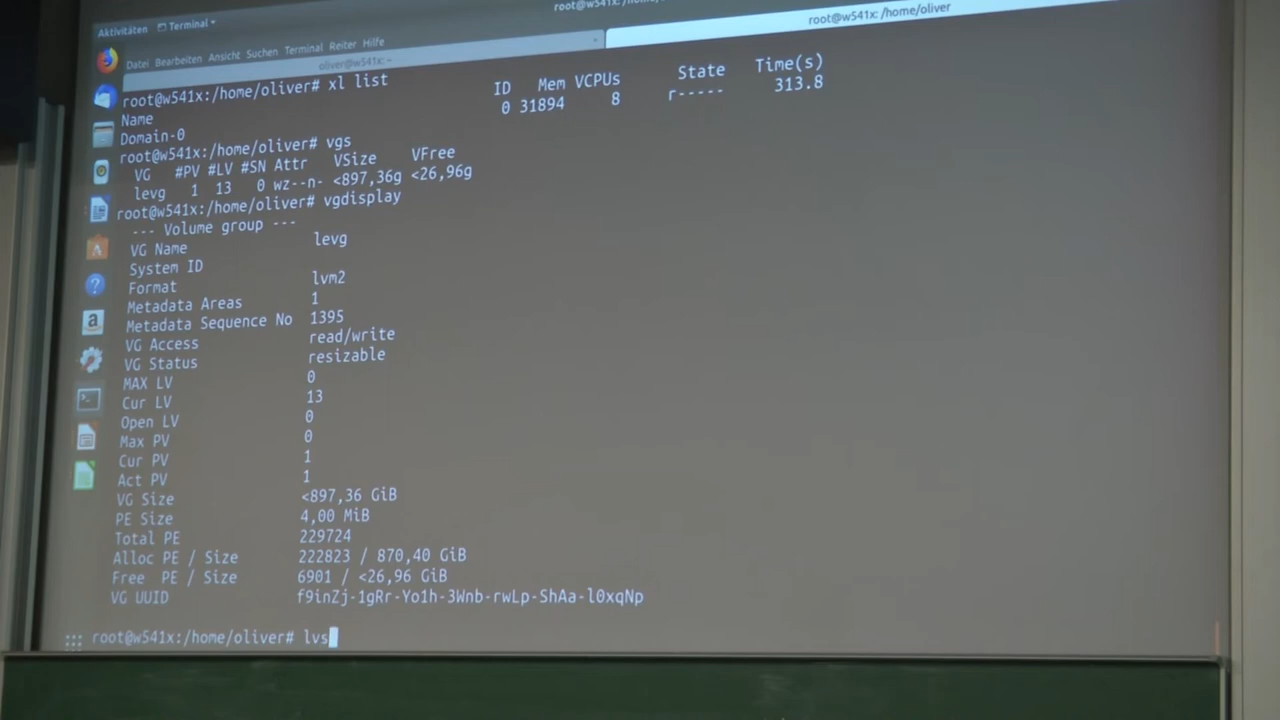 root@w541x:/home/oliver
Aktivitäten Terminal
root@w541x: /home/oliver
Datei Bearbeiten Ansicht Suchen Terminal Reiter Hilfe
oliver@w541x: ~
root@w541x:/home/oliver# xl list
Name ID Mem VCPUs State Time(s)
Domain-0 0 31894 8 r----- 313.8
root@w541x:/home/oliver# vgs
VG #PV #LV #SN Attr VSize VFree
levg 1 13 0 wz--n- <897,36g <26,96g
root@w541x:/home/oliver# vgdisplay
--- Volume group ---
VG Name levg
System ID
Format lvm2
Metadata Areas 1
Metadata Sequence No 1395
VG Access read/write
VG Status resizable
MAX LV 0
Cur LV 13
Open LV 0
Max PV 0
Cur PV 1
Act PV 1
VG Size <897,36 GiB
PE Size 4,00 MiB
Total PE 229724
Alloc PE / Size 222823 / 870,40 GiB
Free PE / Size 6901 / <26,96 GiB
VG UUID f9inZj-1gRr-Yo1h-3Wnb-rwLp-ShAa-l0xqNp
root@w541x:/home/oliver# lvs